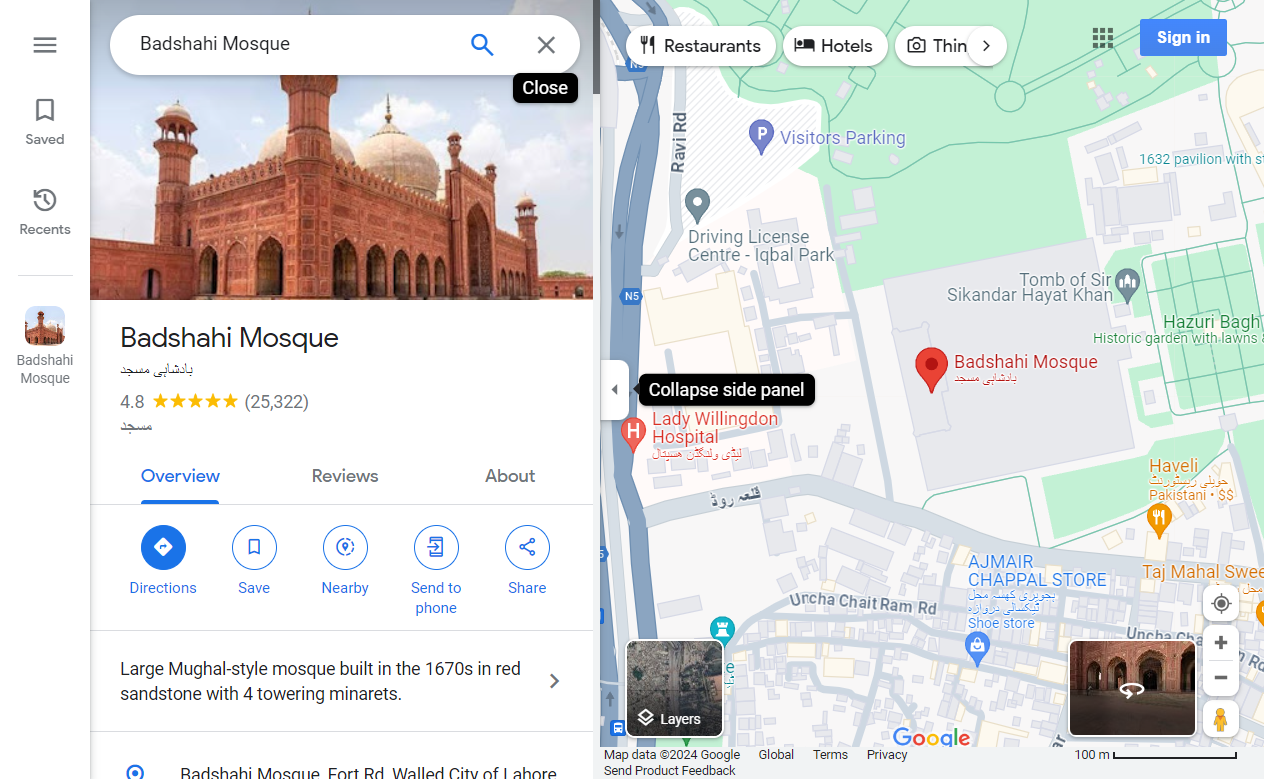 Badshahi Mosque
Close
Saved
Recents
Badshahi
Mosque
Badshahi Mosque
بادشاہی مسجد
4.8
(25,322)
مسجد
Overview
Reviews
About
Directions
Save
Nearby
Send to
phone
Share
Large Mughal-style mosque built in the 1670s in red
sandstone with 4 towering minarets.
Badshahi Mosque, Fort Rd, Walled City of Lahore
Restaurants
Hotels
Thin
Sign in
N5
Ravi Rd
P
Visitors Parking
1632 pavilion with st
Driving License
Centre - Iqbal Park
Tomb of Sir
Sikandar Hayat Khan
N5
Hazuri Bagh
Historic garden with lawns &
Badshahi Mosque
بادشاہی مسجد
Collapse side panel
H
Lady Willingdon
Hospital
لیڈی ولنگڈن هسپتال
Haveli
حویلی ریسٹورنٹ
Pakistani • $$
قلعہ روڈ
5
AJMAIR
CHAPPAL STORE
Shoe store
Taj Mahal Swee
محل
Urcha Chait Ram Rd
Urcha Cha
Rd
Layers
Google
Map data ©2024 Google
Global
Terms
Privacy
100 m
Send Product Feedback